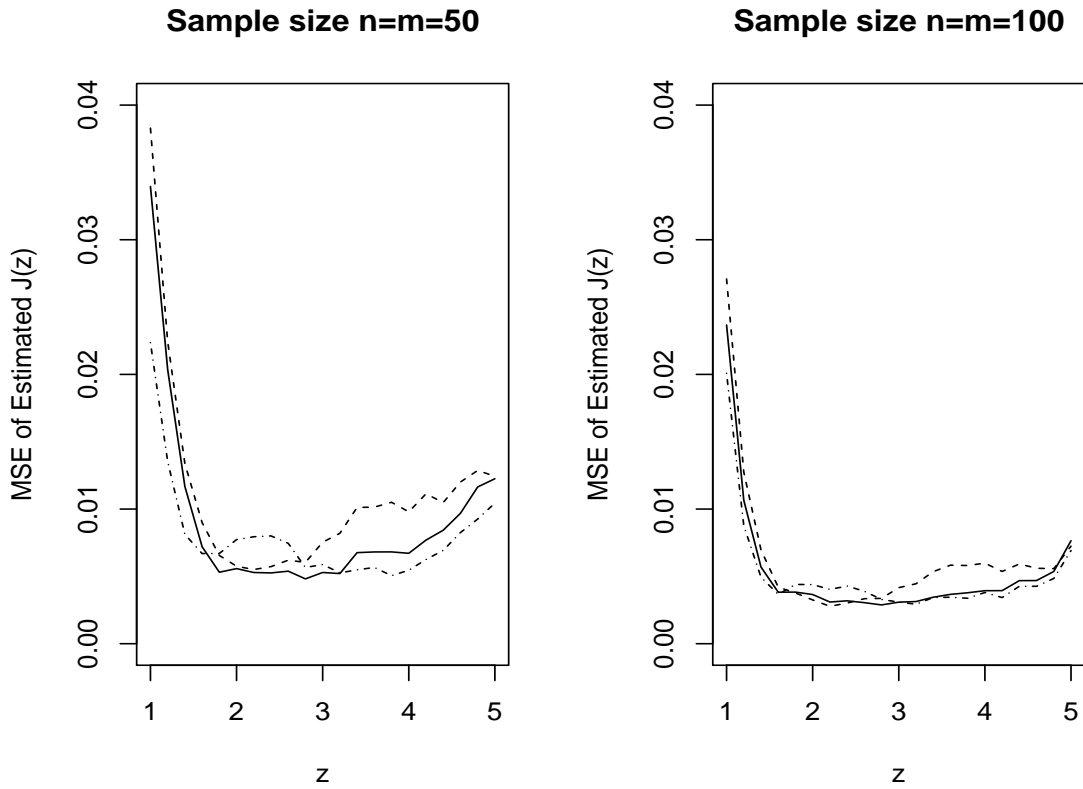 Sample size n=m=50
MSE of Estimated J(z)
0.04
0.03
0.02
0.01
0.00
1 2 3 4 5
z
Sample size n=m=100
MSE of Estimated J(z)
0.04
0.03
0.02
0.01
0.00
1 2 3 4 5
z